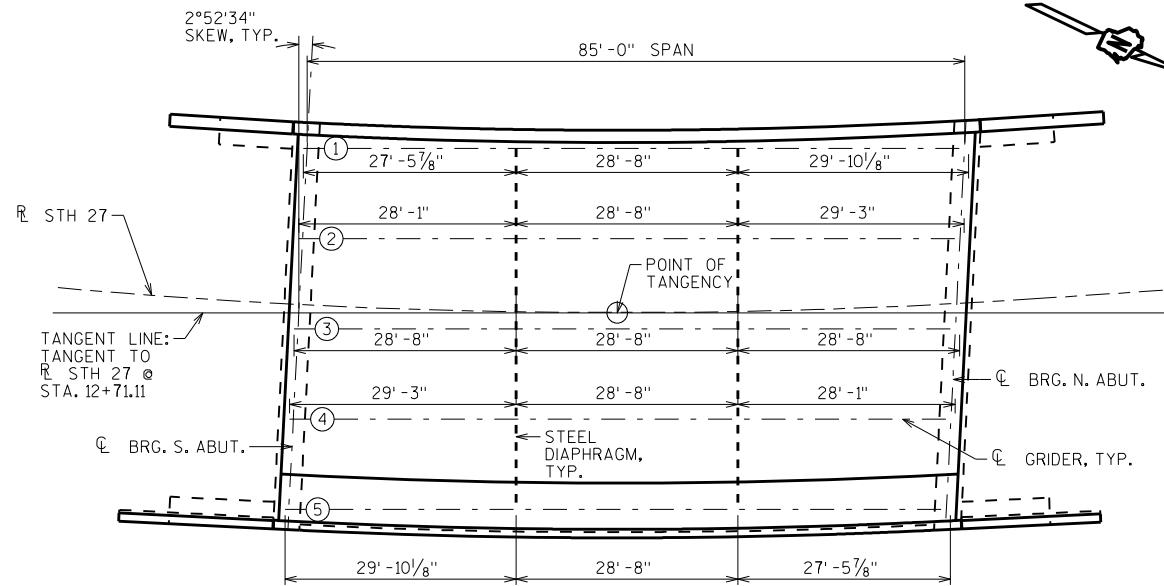 2°52'34"
SKEW, TYP.
85'-0" SPAN
N
1
27'-5⅞"
28'-8"
29'-10⅛"
℞ STH 27
28'-1"
28'-8"
29'-3"
2
POINT OF
TANGENCY
3
TANGENT LINE:
TANGENT TO
℞ STH 27 @
STA. 12+71.11
28'-8"
28'-8"
28'-8"
29'-3"
28'-8"
28'-1"
℄ BRG. N. ABUT.
4
℄ BRG. S. ABUT.
STEEL
DIAPHRAGM,
TYP.
℄ GRIDER, TYP.
5
29'-10⅛"
28'-8"
27'-5⅞"